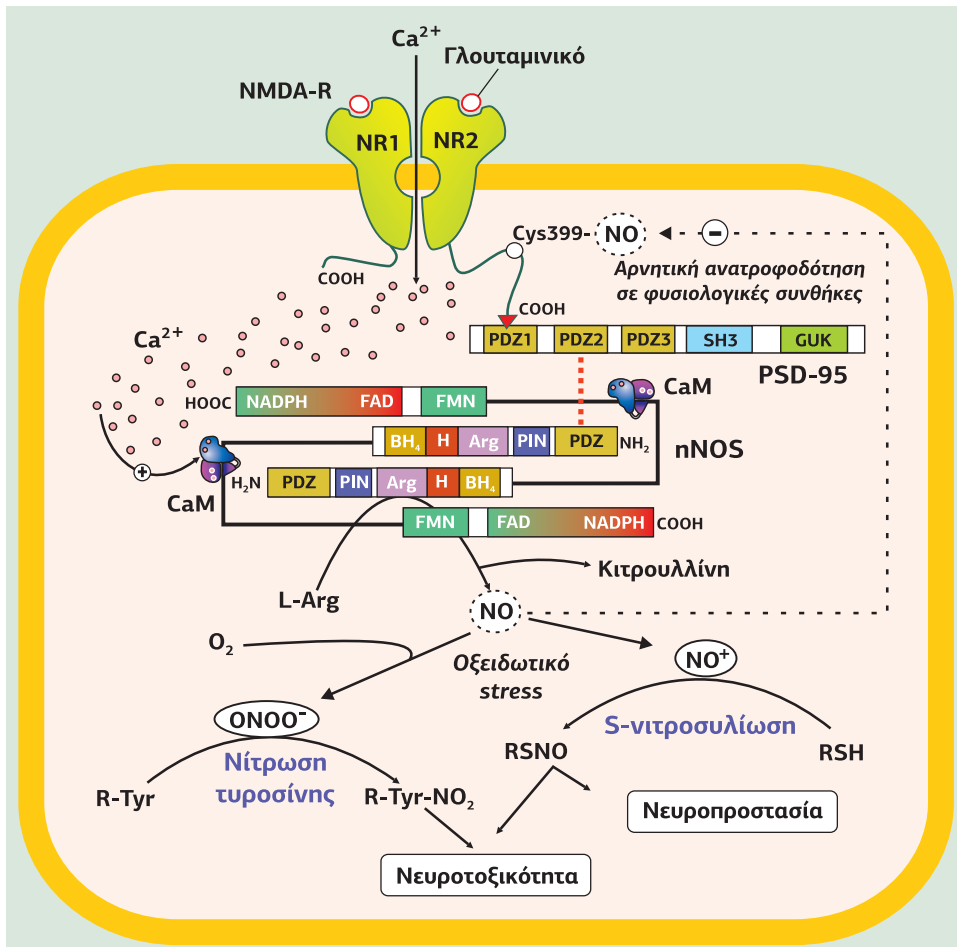 Ca²⁺
Γλουταμινικό
NMDA-R
NR1
NR2
Cys399-
NO
−
COOH
Αρνητική ανατροφοδότηση
σε φυσιολογικές συνθήκες
COOH
Ca²⁺
PDZ1
PDZ2
PDZ3
SH3
GUK
PSD-95
CaM
HOOC
NADPH
FAD
FMN
BH₄
H
Arg
PIN
PDZ
NH₂
nNOS
+
CaM
H₂N
PDZ
PIN
Arg
H
BH₄
FMN
FAD
NADPH
COOH
Κιτρουλλίνη
L-Arg
NO
O₂
Οξειδωτικό
stress
NO⁺
ONOO⁻
S-νιτροσυλίωση
Νίτρωση
τυροσίνης
RSNO
RSH
R-Tyr
R-Tyr-NO₂
Νευροπροστασία
Νευροτοξικότητα